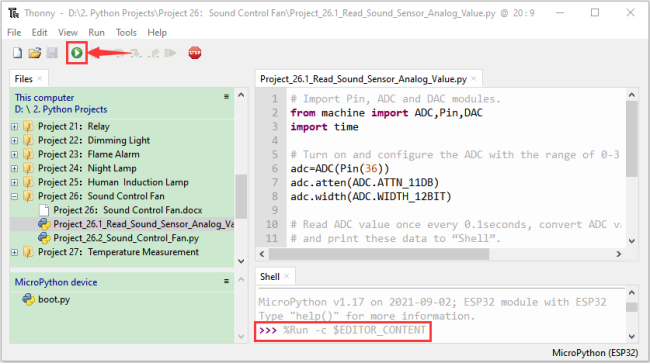 Thonny - D:\2. Python Projects\Project 26: Sound Control Fan\Project_26.1_Read_Sound_Sensor_Analog_Value.py @ 20 : 9
File Edit View Run Tools Help
STOP
Files ×
This computer
D: \ 2. Python Projects
Project 21: Relay
Project 22: Dimming Light
Project 23: Flame Alarm
Project 24: Night Lamp
Project 25: Human Induction Lamp
Project 26: Sound Control Fan
Project 26: Sound Control Fan.docx
Project_26.1_Read_Sound_Sensor_Analog_Va
Project_26.2_Sound_Control_Fan.py
Project 27: Temperature Measurement
MicroPython device
boot.py
Project_26.1_Read_Sound_Sensor_Analog_Value.py ×
1 # Import Pin, ADC and DAC modules.
2 from machine import ADC,Pin,DAC
3 import time
4
5 # Turn on and configure the ADC with the range of 0-3
6 adc=ADC(Pin(36))
7 adc.atten(ADC.ATTN_11DB)
8 adc.width(ADC.WIDTH_12BIT)
9
10 # Read ADC value once every 0.1seconds, convert ADC va
11 # and print these data to “Shell”.
Shell ×
MicroPython v1.17 on 2021-09-02; ESP32 module with ESP32
Type "help()" for more information.
>>> %Run -c $EDITOR_CONTENT
MicroPython (ESP32)